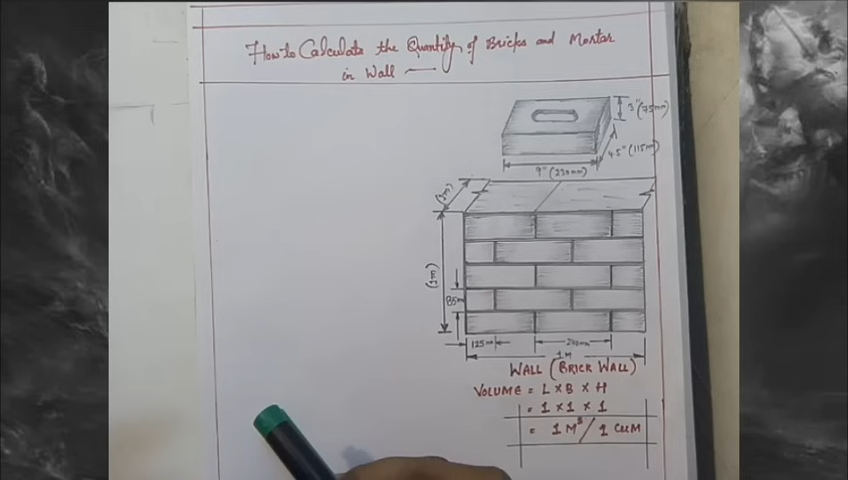 How to Calculate the Quantity of Bricks and Mortar
in Wall
3" (75mm)
4.5" (115mm)
9" (230mm)
(1m)
(1m)
85m
125m
240mm
1M
WALL (BRICK WALL)
VOLUME = L X B X H
= 1 X 1 X 1
= 1 M³ / 1 CUM